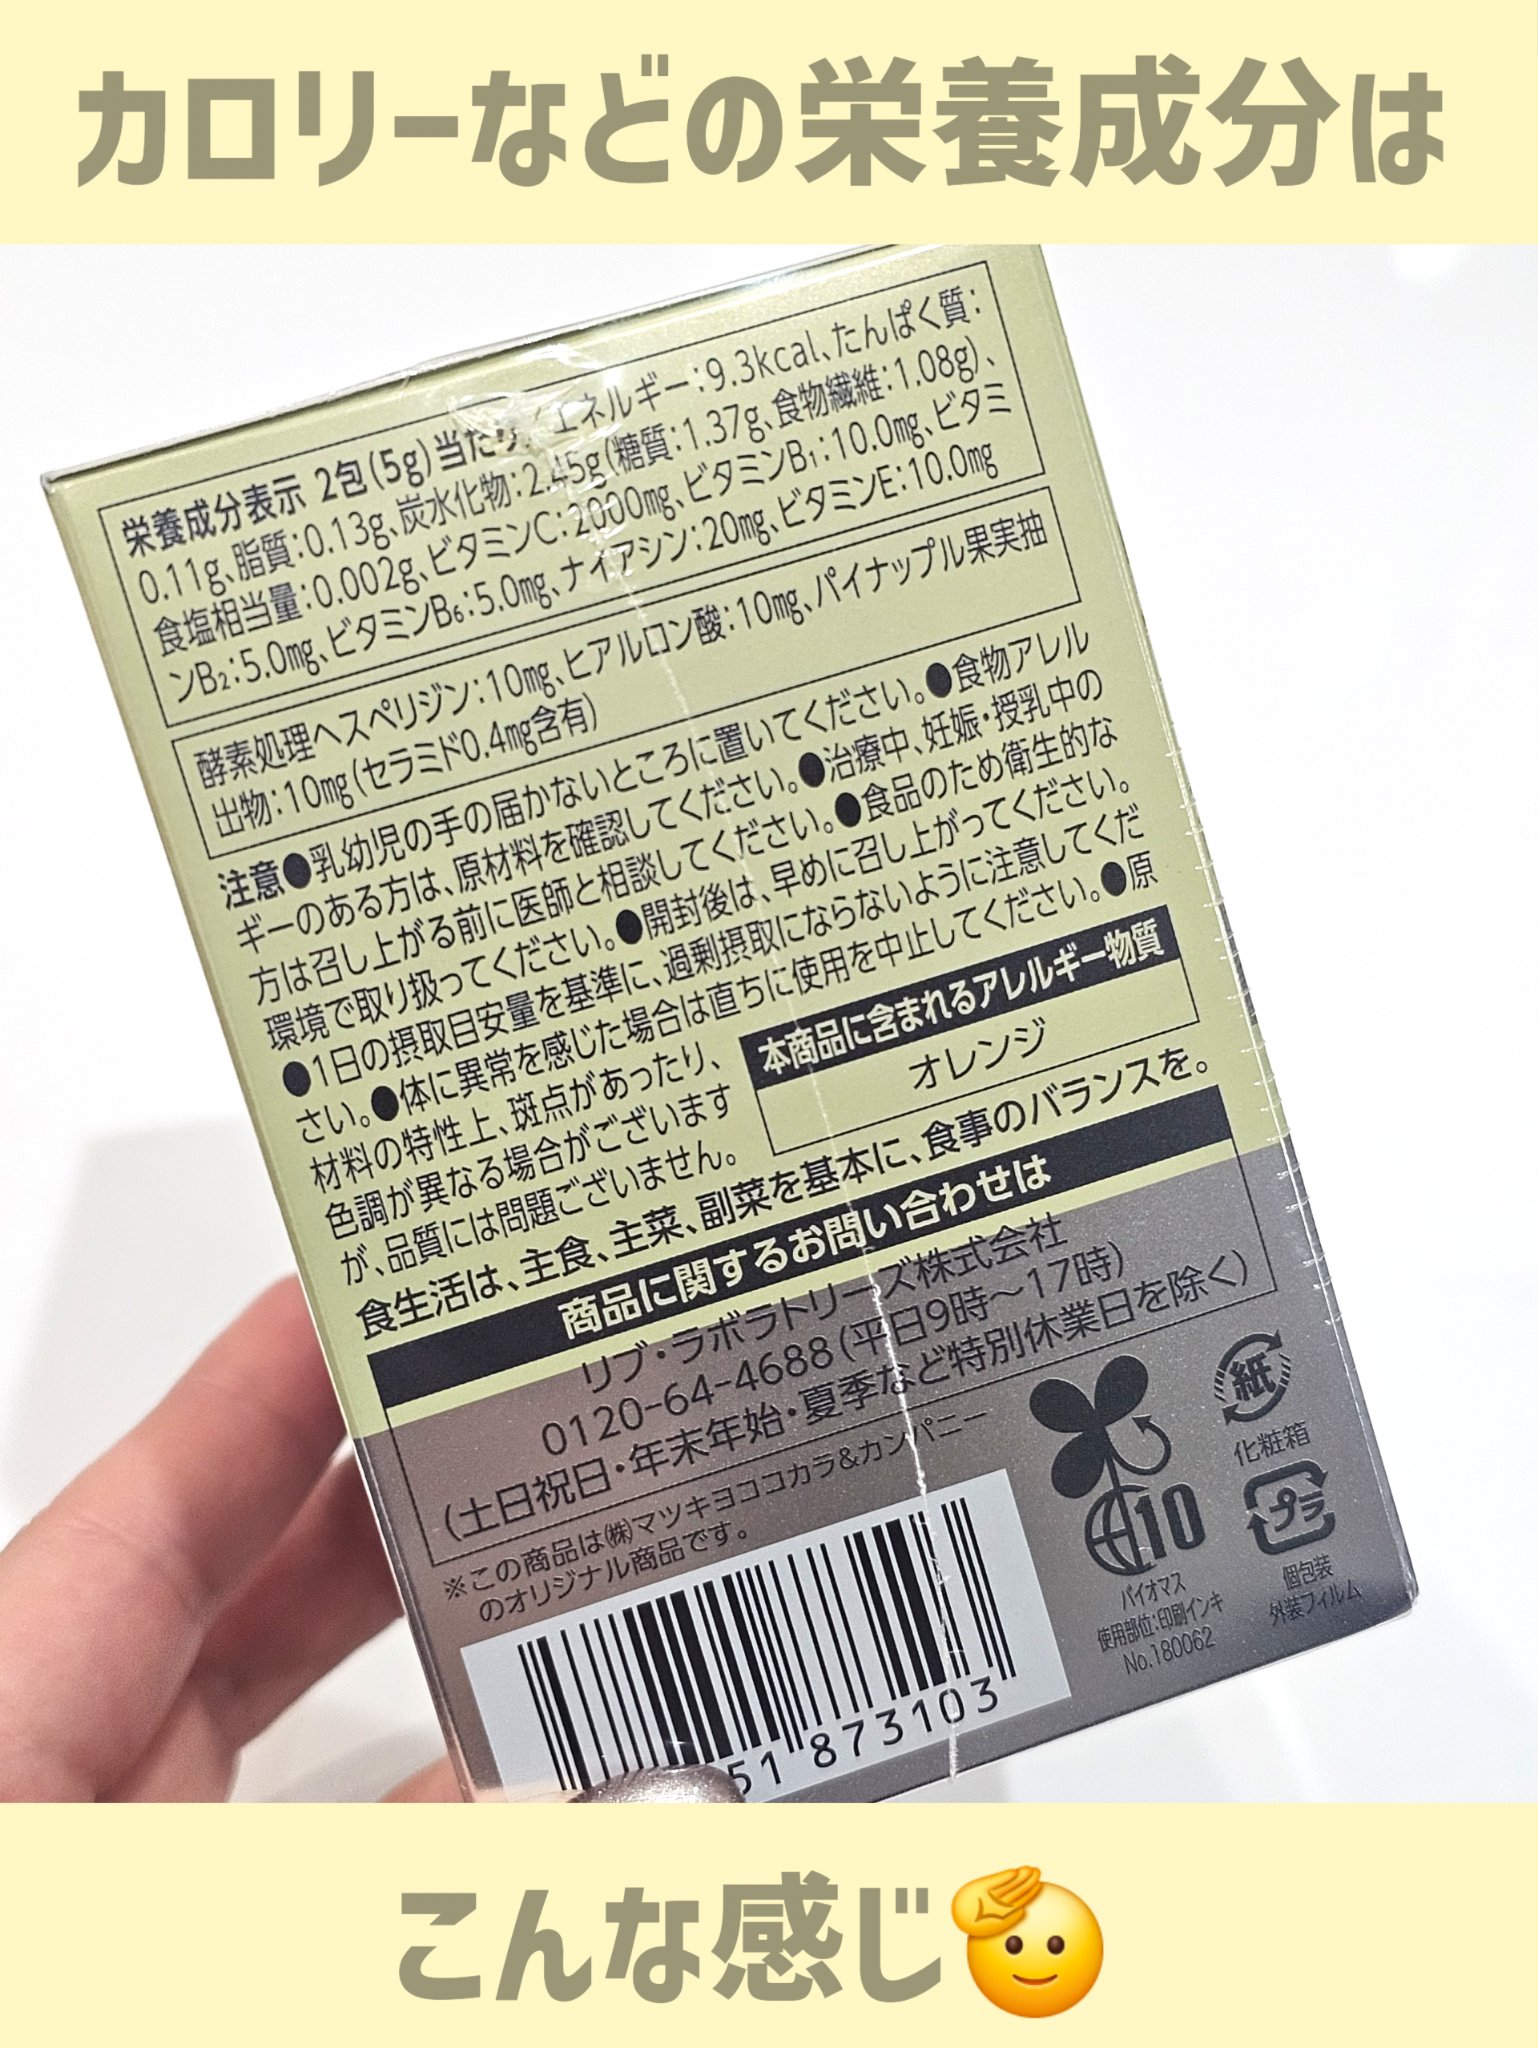 カロリーなどの栄養成分は
栄養成分表示 2包(5g)当たり/エネルギー:9.3kcal、たんぱく質:
0.11g、脂質:0.13g、炭水化物:2.45g(糖質:1.37g、食物繊維:1.08g)、
食塩相当量:0.002g、ビタミンC:2000mg、ビタミンB₁:10.0mg、ビタミ
ンB₂:5.0mg、ビタミンB₆:5.0mg、ナイアシン:20mg、ビタミンE:10.0mg
酵素処理ヘスペリジン:10mg、ヒアルロン酸:10mg、パイナップル果実抽
出物:10mg(セラミド0.4mg含有)
注意●乳幼児の手の届かないところに置いてください。●食物アレル
ギーのある方は、原材料を確認してください。●治療中、妊娠・授乳中の
方は召し上がる前に医師と相談してください。●食品のため衛生的な
環境で取り扱ってください。●開封後は、早めに召し上がってください。
●1日の摂取目安量を基準に、過剰摂取にならないように注意してくだ
さい。●体に異常を感じた場合は直ちに使用を中止してください。●原
材料の特性上、斑点があったり、
色調が異なる場合がございます
が、品質には問題ございません。
本商品に含まれるアレルギー物質
オレンジ
食生活は、主食、主菜、副菜を基本に、食事のバランスを。
商品に関するお問い合わせは
リブ・ラボラトリーズ株式会社
0120-64-4688(平日9時〜17時)
(土日祝日・年末年始・夏季など特別休業日を除く)
※この商品は㈱マツキヨココカラ&カンパニー
のオリジナル商品です。
51 873103
10
バイオマス
使用部位:印刷インキ
No.180062
紙
化粧箱
プラ
個包装
外装フィルム
こんな感じ🫡